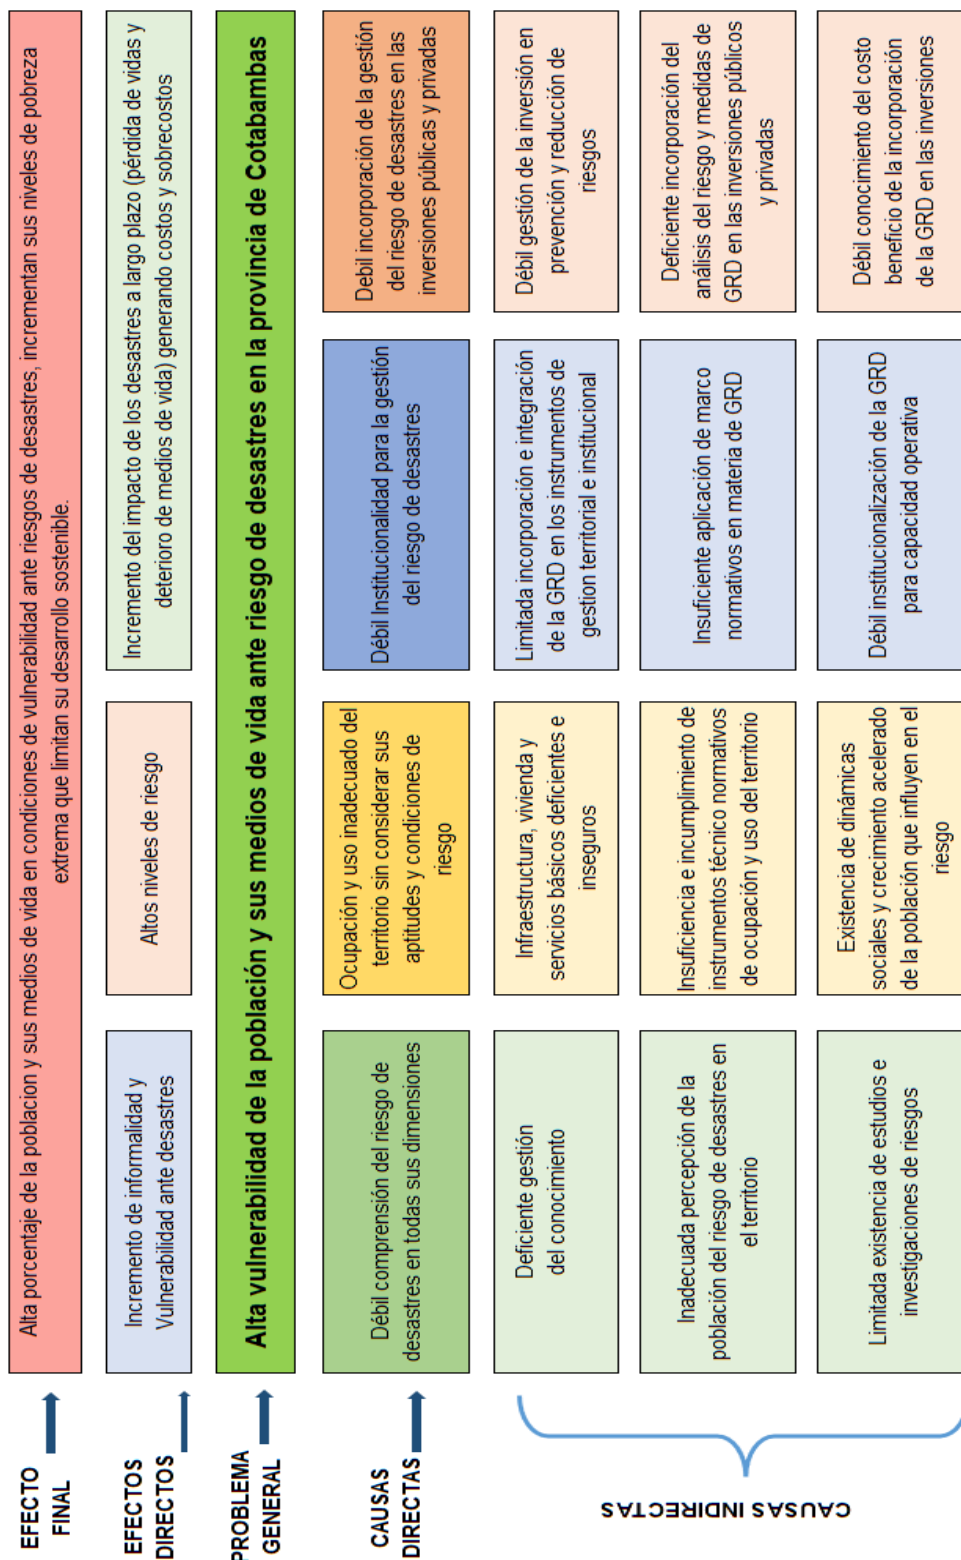 EFECTO
FINAL
Alta porcentaje de la poblacion y sus medios de vida en condiciones de vulnerabilidad ante riesgos de desastres, incrementan sus niveles de pobreza
extrema que limitan su desarrollo sostenible.
EFECTOS
DIRECTOS
Incremento de informalidad y
Vulnerabilidad ante desastres
Altos niveles de riesgo
Incremento del impacto de los desastres a largo plazo (pérdida de vidas y
deterioro de medios de vida) generando costos y sobrecostos
PROBLEMA
GENERAL
Alta vulnerabilidad de la población y sus medios de vida ante riesgo de desastres en la provincia de Cotabambas
CAUSAS
DIRECTAS
Débil comprensión del riesgo de
desastres en todas sus dimensiones
Ocupación y uso inadecuado del
territorio sin considerar sus
aptitudes y condiciones de
riesgo
Débil Institucionalidad para la gestión
del riesgo de desastres
Debil incorporación de la gestión
del riesgo de desastres en las
inversiones públicas y privadas
CAUSAS INDIRECTAS
Deficiente gestión
del conocimiento
Infraestructura, vivienda y
servicios básicos deficientes e
inseguros
Limitada incorporación e integración
de la GRD en los instrumentos de
gestion territorial e institucional
Débil gestión de la inversión en
prevención y reducción de
riesgos
Inadecuada percepción de la
población del riesgo de desastres en
el territorio
Insuficiencia e incumplimiento de
instrumentos técnico normativos
de ocupación y uso del territorio
Insuficiente aplicación de marco
normativos en materia de GRD
Deficiente incorporación del
análisis del riesgo y medidas de
GRD en las inversiones públicos
y privadas
Limitada existencia de estudios e
investigaciones de riesgos
Existencia de dinámicas
sociales y crecimiento acelerado
de la población que influyen en el
riesgo
Débil institucionalización de la GRD
para capacidad operativa
Débil conocimiento del costo
beneficio de la incorporación
de la GRD en las inversiones